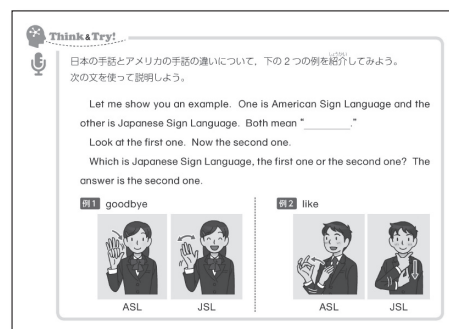 Think&Try!
日本の手話とアメリカの手話の違いについて，下の2つの例を紹介してみよう。
しょうかい
次の文を使って説明しよう。
Let me show you an example. One is American Sign Language and the
other is Japanese Sign Language. Both mean “________.”
Look at the first one. Now the second one.
Which is Japanese Sign Language, the first one or the second one? The
answer is the second one.
例1 goodbye
例2 like
ASL JSL
ASL JSL